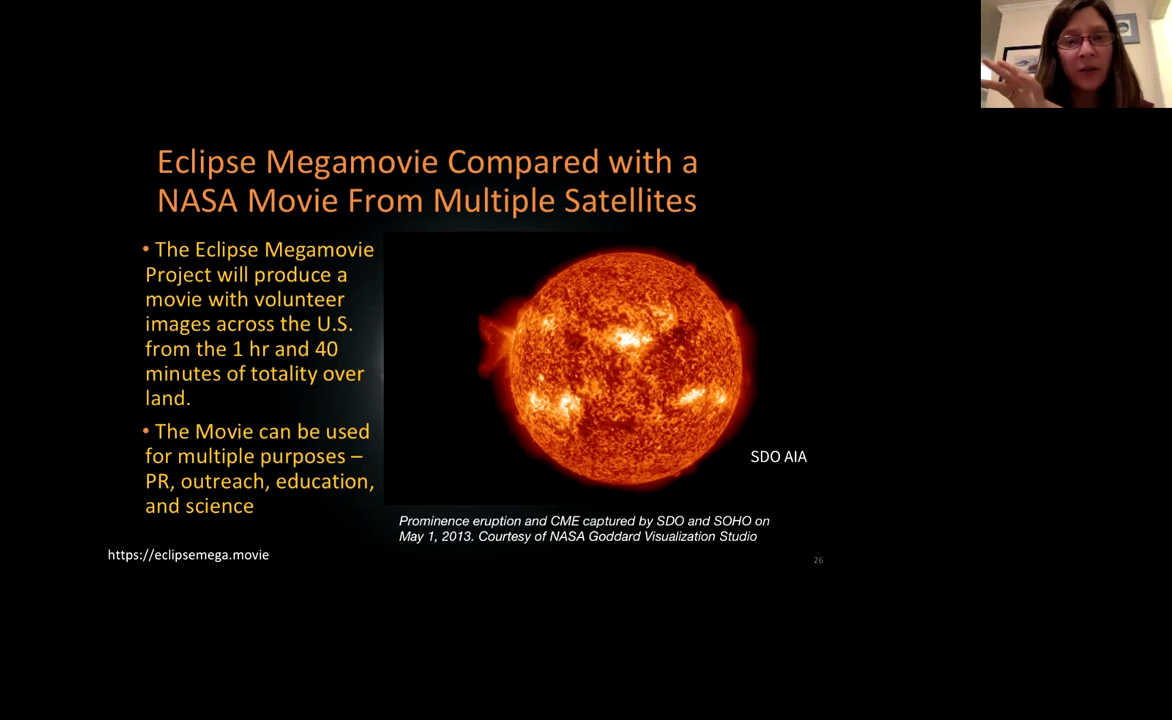 Eclipse Megamovie Compared with a
NASA Movie From Multiple Satellites
• The Eclipse Megamovie
Project will produce a
movie with volunteer
images across the U.S.
from the 1 hr and 40
minutes of totality over
land.
• The Movie can be used
for multiple purposes –
PR, outreach, education,
and science
SDO AIA
Prominence eruption and CME captured by SDO and SOHO on
May 1, 2013. Courtesy of NASA Goddard Visualization Studio
https://eclipsemega.movie
26